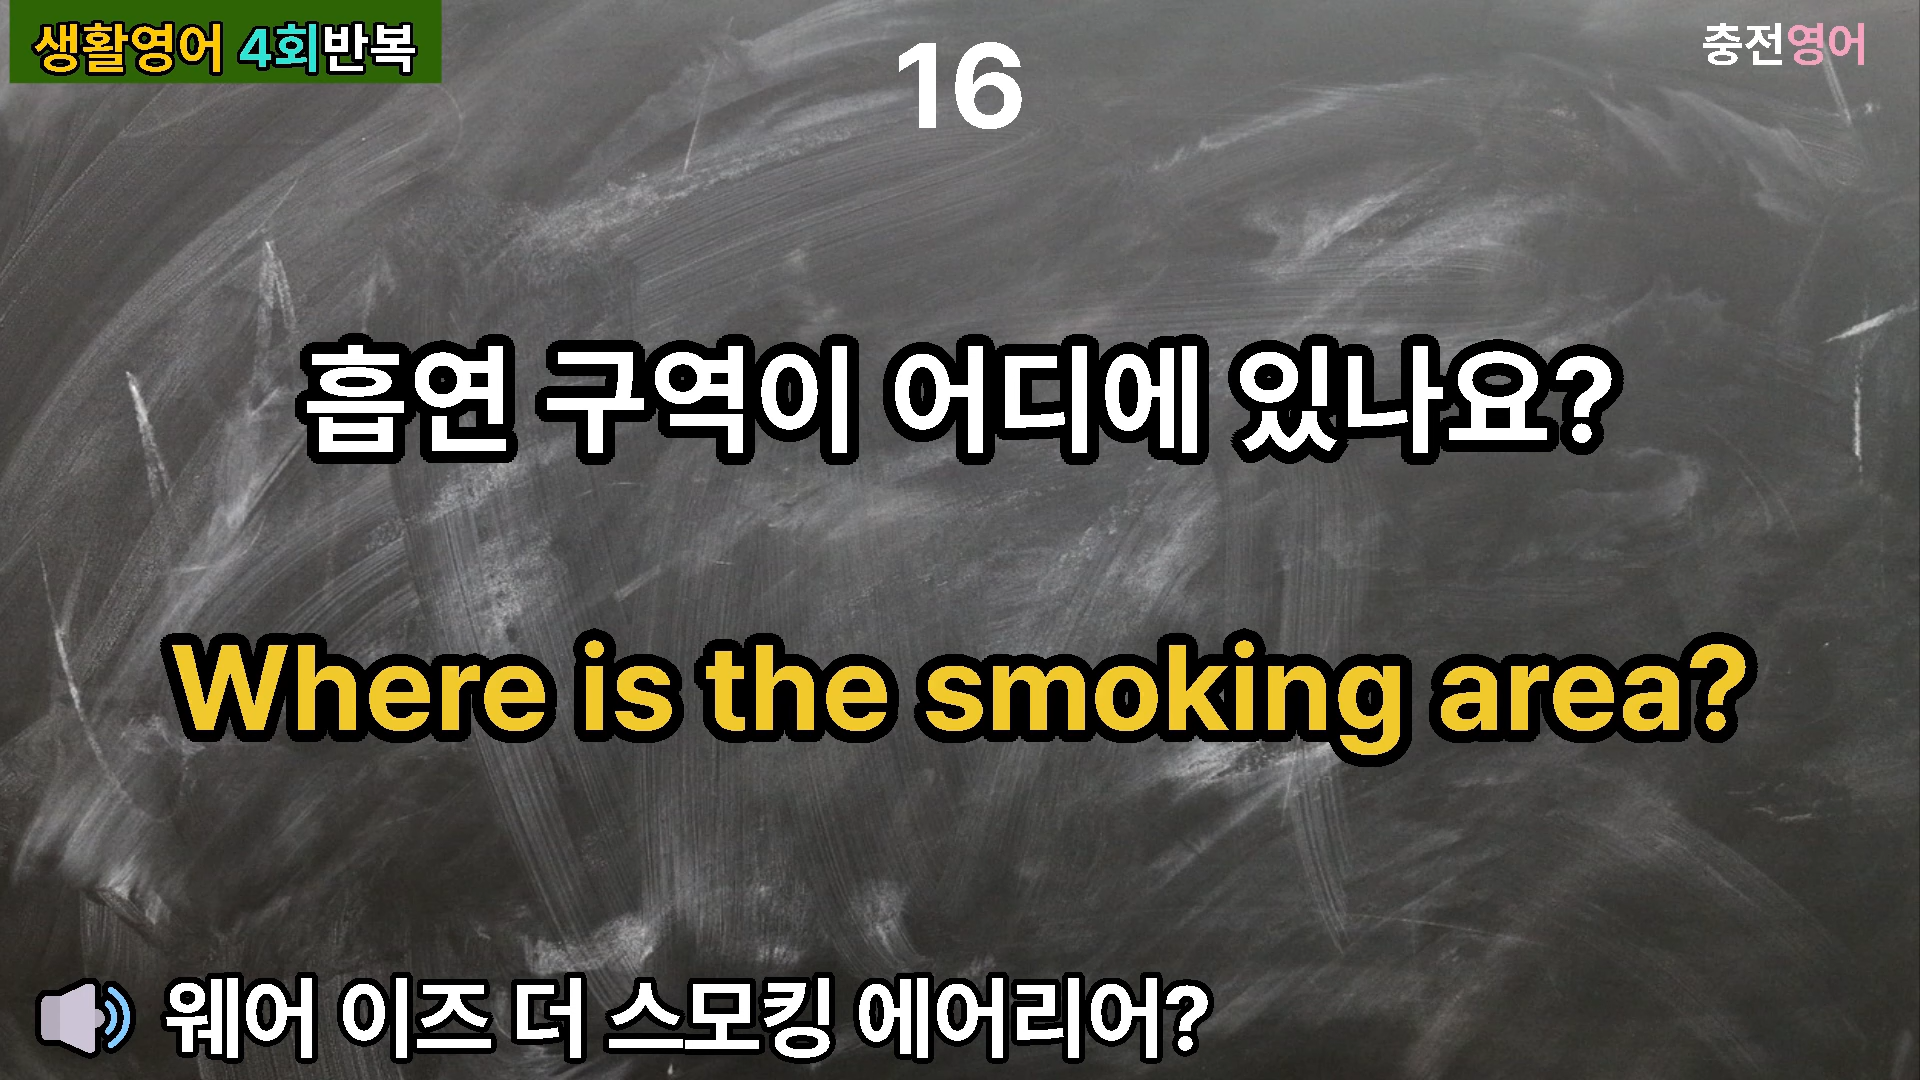 생활영어 4회반복
16
충전영어
흡연 구역이 어디에 있나요?
Where is the smoking area?
웨어 이즈 더 스모킹 에어리어?